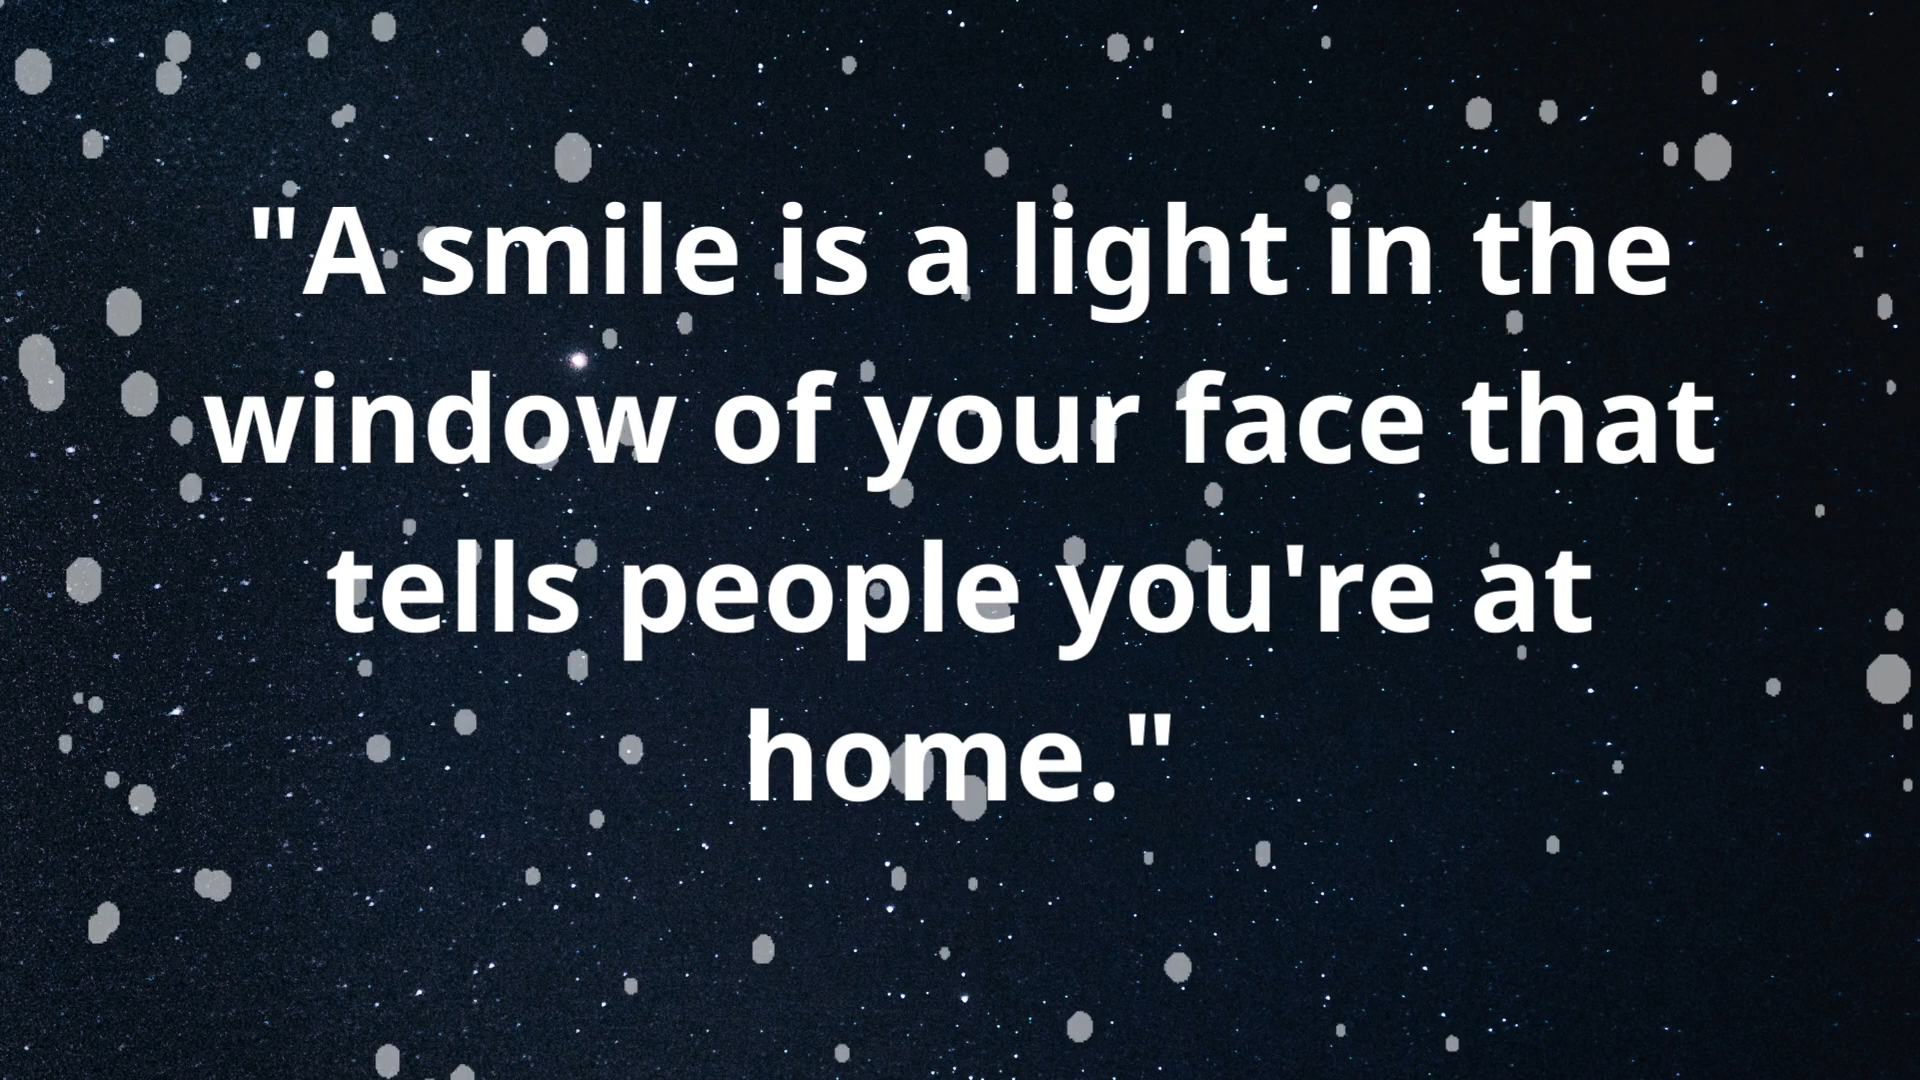 "A smile is a light in the
window of your face that
tells people you're at
home."